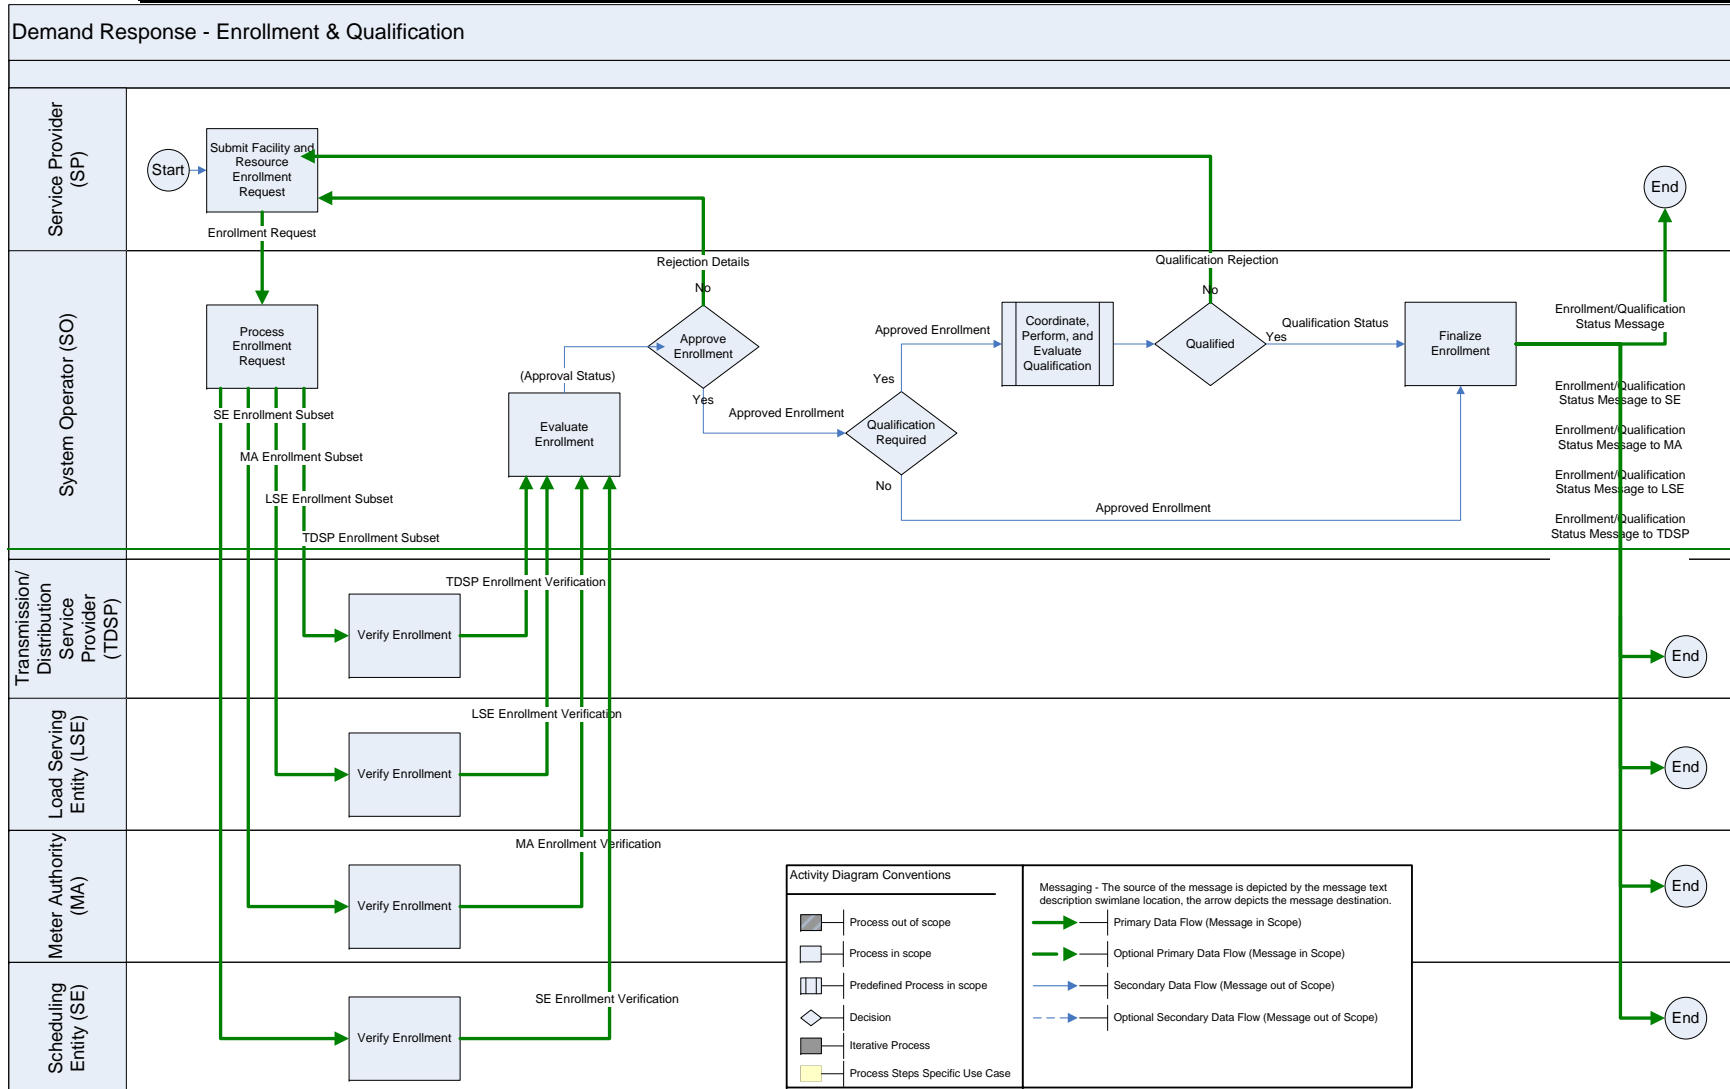 Demand Response - Enrollment & Qualification
Service Provider
(SP)
Start
Submit Facility and
Resource
Enrollment
Request
End
Enrollment Request
System Operator (SO)
Rejection Details
No
Qualification Rejection
No
Process
Enrollment
Request
Approve
Enrollment
Yes
(Approval Status)
Evaluate
Enrollment
Approved Enrollment
Qualification
Required
Yes
No
Approved Enrollment
Coordinate,
Perform, and
Evaluate
Qualification
Qualified
Yes
Qualification Status
Finalize
Enrollment
Approved Enrollment
Enrollment/Qualification
Status Message
Enrollment/Qualification
Status Message to SE
Enrollment/Qualification
Status Message to MA
Enrollment/Qualification
Status Message to LSE
Enrollment/Qualification
Status Message to TDSP
SE Enrollment Subset
MA Enrollment Subset
LSE Enrollment Subset
TDSP Enrollment Subset
Transmission/
Distribution
Service
Provider
(TDSP)
TDSP Enrollment Verification
Verify Enrollment
End
Load Serving
Entity (LSE)
LSE Enrollment Verification
Verify Enrollment
End
Meter Authority
(MA)
MA Enrollment Verification
Verify Enrollment
End
Scheduling
Entity (SE)
SE Enrollment Verification
Verify Enrollment
End
Activity Diagram Conventions
Process out of scope
Process in scope
Predefined Process in scope
Decision
Iterative Process
Process Steps Specific Use Case
Messaging - The source of the message is depicted by the message text
description swimlane location, the arrow depicts the message destination.
Primary Data Flow (Message in Scope)
Optional Primary Data Flow (Message in Scope)
Secondary Data Flow (Message out of Scope)
Optional Secondary Data Flow (Message out of Scope)